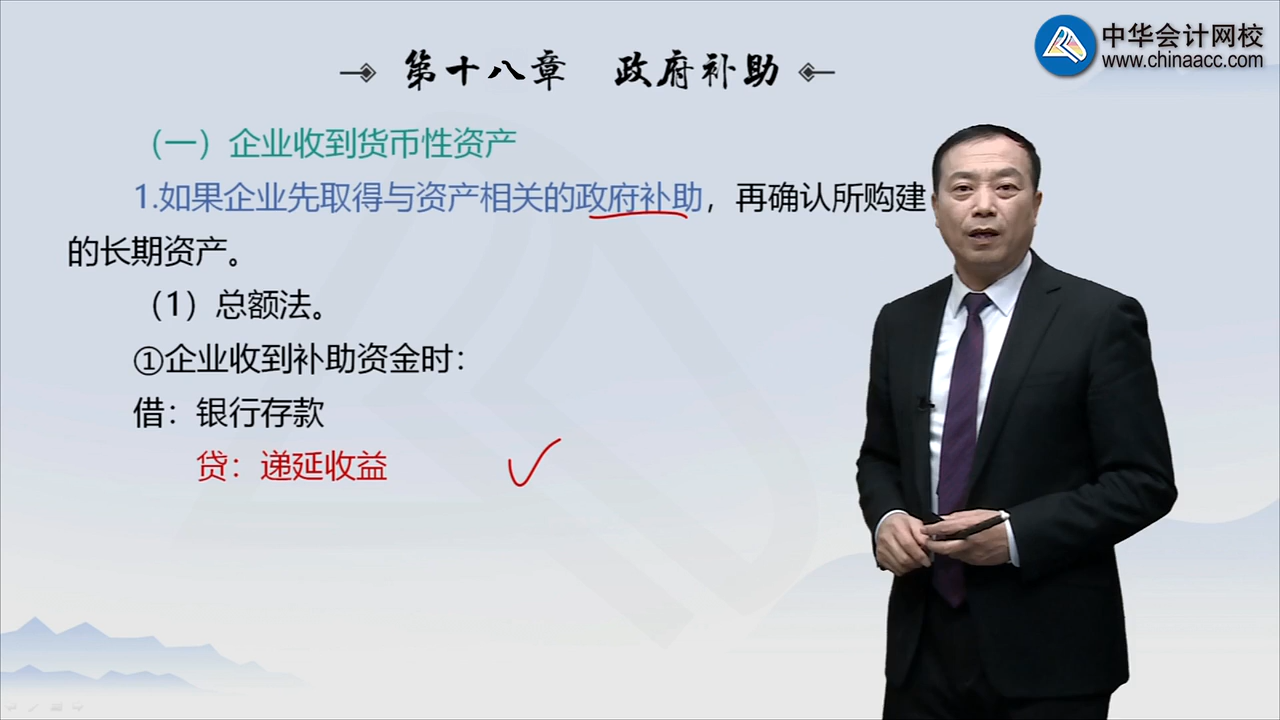 中华会计网校
www.chinaacc.com
第十八章 政府补助
（一）企业收到货币性资产
1.如果企业先取得与资产相关的政府补助，再确认所购建
的长期资产。
（1）总额法。
①企业收到补助资金时：
借：银行存款
贷：递延收益